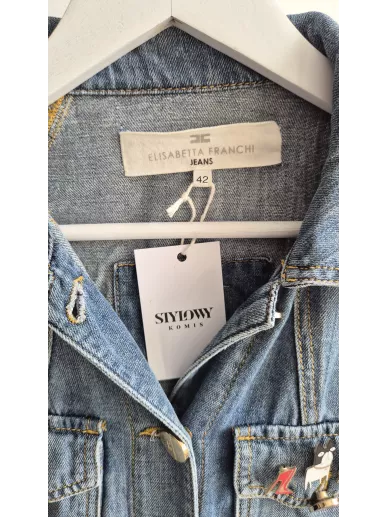 ELISABETTA FRANCHI
JEANS
42
STYLOWY
KOMIS